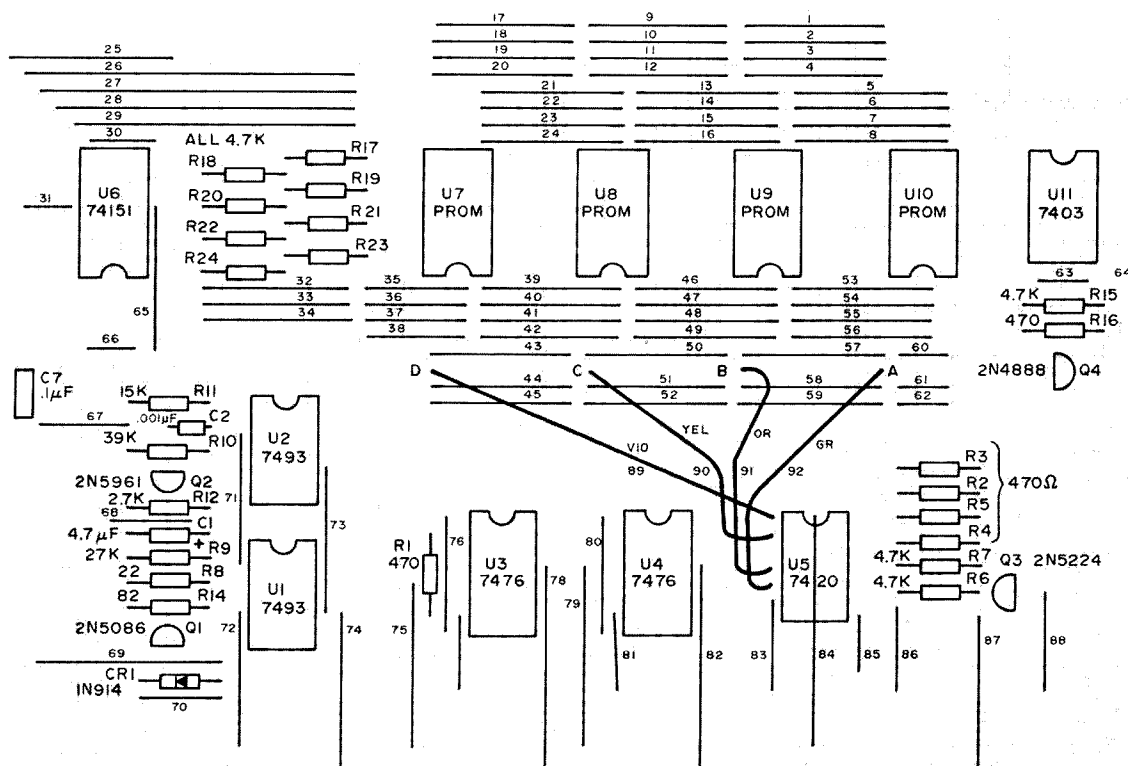 17 9 1
18 10 2
19 11 3
20 12 4
25
26
27
28
29
30
21 13 5
22 14 6
23 15 7
24 16 8
ALL 4.7K
R17
R18
R19
R20
R21
R22
R23
R24
31
U6
74151
U7
PROM
U8
PROM
U9
PROM
U10
PROM
U11
7403
32 35 39 46 53 63 64
33 36 40 47 54
34 37 41 48 55
38 42 49 56
43 50 57 60
4.7K R15
470 R16
65
66
D C B A
44 51 58 61
45 52 59 62
2N4888 Q4
C7
.1µF
15K R11
67
.001µF
C2
39K R10
2N5961 Q2
2.7K R12
68
C1
4.7µF
+
R9
27K
22 R8
82 R14
2N5086 Q1
69
CR1
1N914
70
U2
7493
U1
7493
71
72
73
74
VIO YEL OR GR
89 90 91 92
R1
470
75
76
U3
7476
78
79
80
U4
7476
81
82
U5
7420
83
84
85
86
87
88
R3
R2
R5
R4
470Ω
4.7K R7
4.7K R6
Q3 2N5224